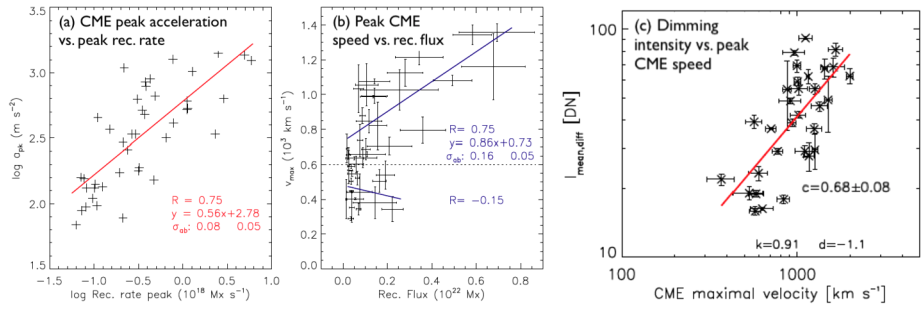 (a) CME peak acceleration
vs. peak rec. rate
log a_pk (m s⁻²)
3.5
3.0
2.5
2.0
1.5
R = 0.75
y = 0.56x+2.78
σ_ab: 0.08 0.05
-1.5 -1.0 -0.5 0.0 0.5 1.0
log Rec. rate peak (10¹⁸ Mx s⁻¹)
(b) Peak CME
speed vs. rec. flux
v_max (10³ km s⁻¹)
1.4
1.2
1.0
0.8
0.6
0.4
0.2
0.0
R= 0.75
y= 0.86x+0.73
σ_ab: 0.16 0.05
R= -0.15
0.0 0.2 0.4 0.6 0.8
Rec. Flux (10²² Mx)
(c) Dimming
intensity vs. peak
CME speed
I_mean,diff [DN]
100
10
c=0.68±0.08
k=0.91 d=-1.1
100 1000
CME maximal velocity [km s⁻¹]